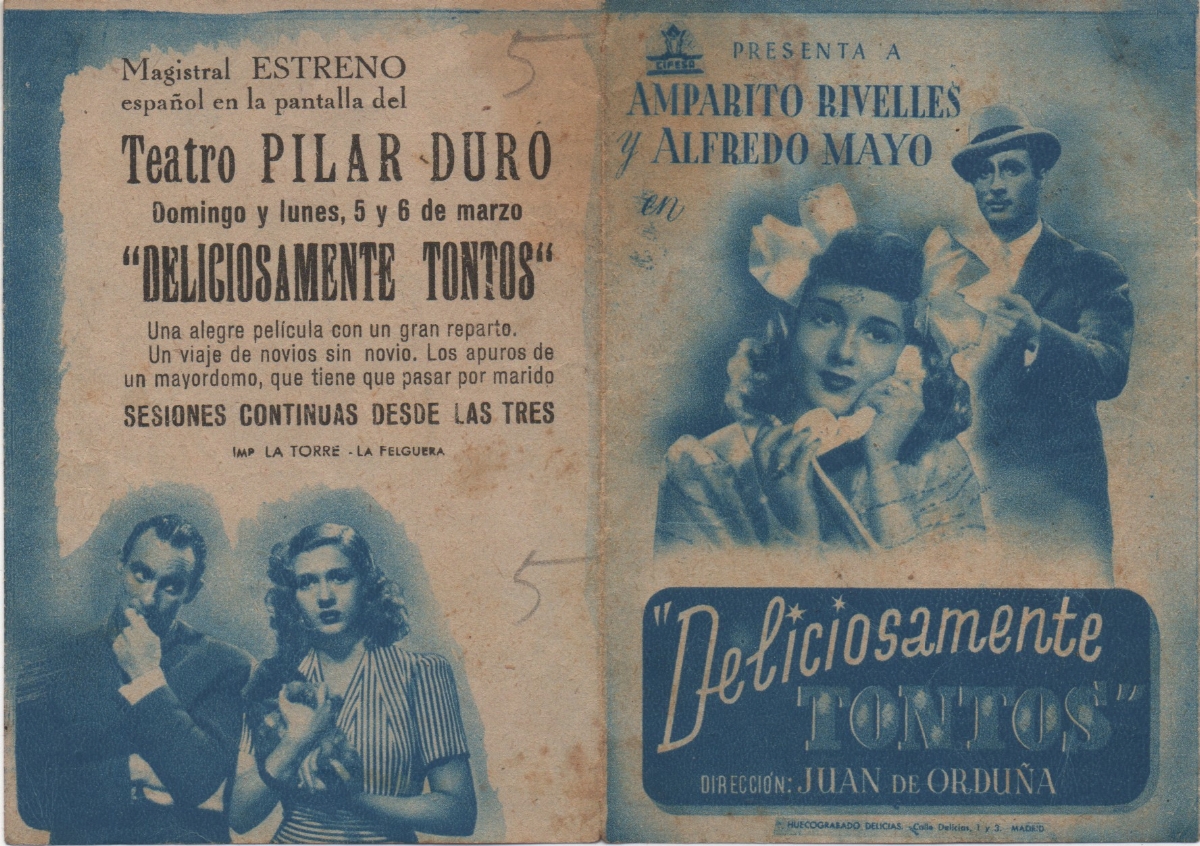 Magistral ESTRENO
español en la pantalla del
Teatro PILAR DURO
Domingo y lunes, 5 y 6 de marzo
"DELICIOSAMENTE TONTOS"
Una alegre película con un gran reparto.
Un viaje de novios sin novio. Los apuros de
un mayordomo, que tiene que pasar por marido
SESIONES CONTINUAS DESDE LAS TRES
IMP LA TORRE - LA FELGUERA
5
5
CIFESA
PRESENTA A
AMPARITO RIVELLES
y ALFREDO MAYO
en
"Deliciosamente
TONTOS"
DIRECCIÓN: JUAN DE ORDUÑA
HUECOGRABADO DELICIAS. -Calle Delicias, 1 y 3. MADRID